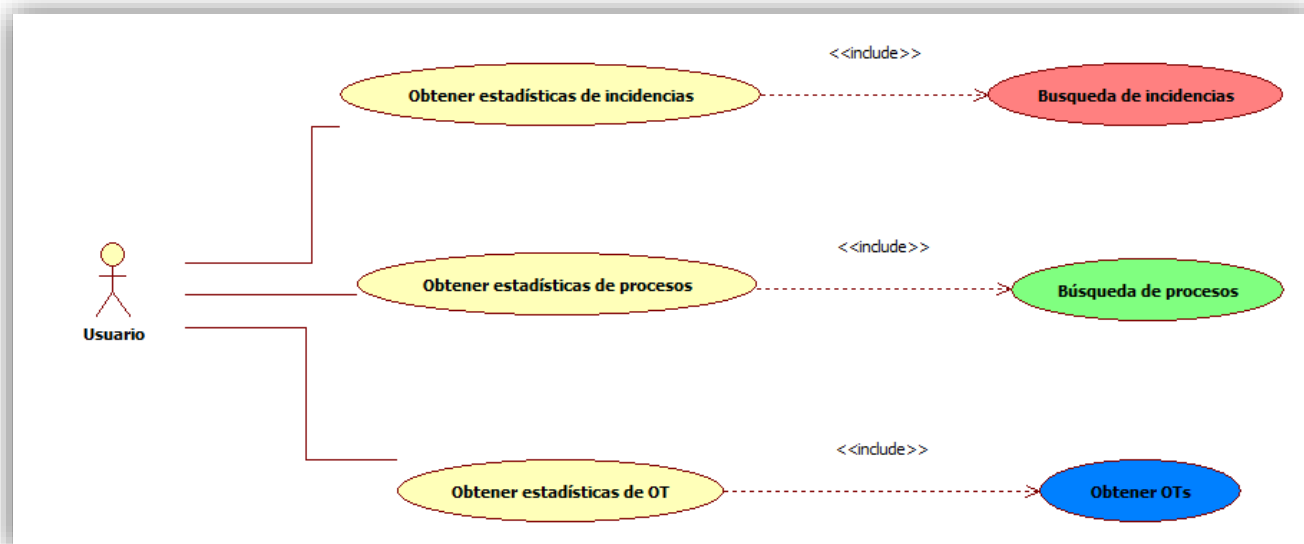 <<include>>
Obtener estadísticas de incidencias
Busqueda de incidencias
<<include>>
Obtener estadísticas de procesos
Búsqueda de procesos
Usuario
<<include>>
Obtener estadísticas de OT
Obtener OTs